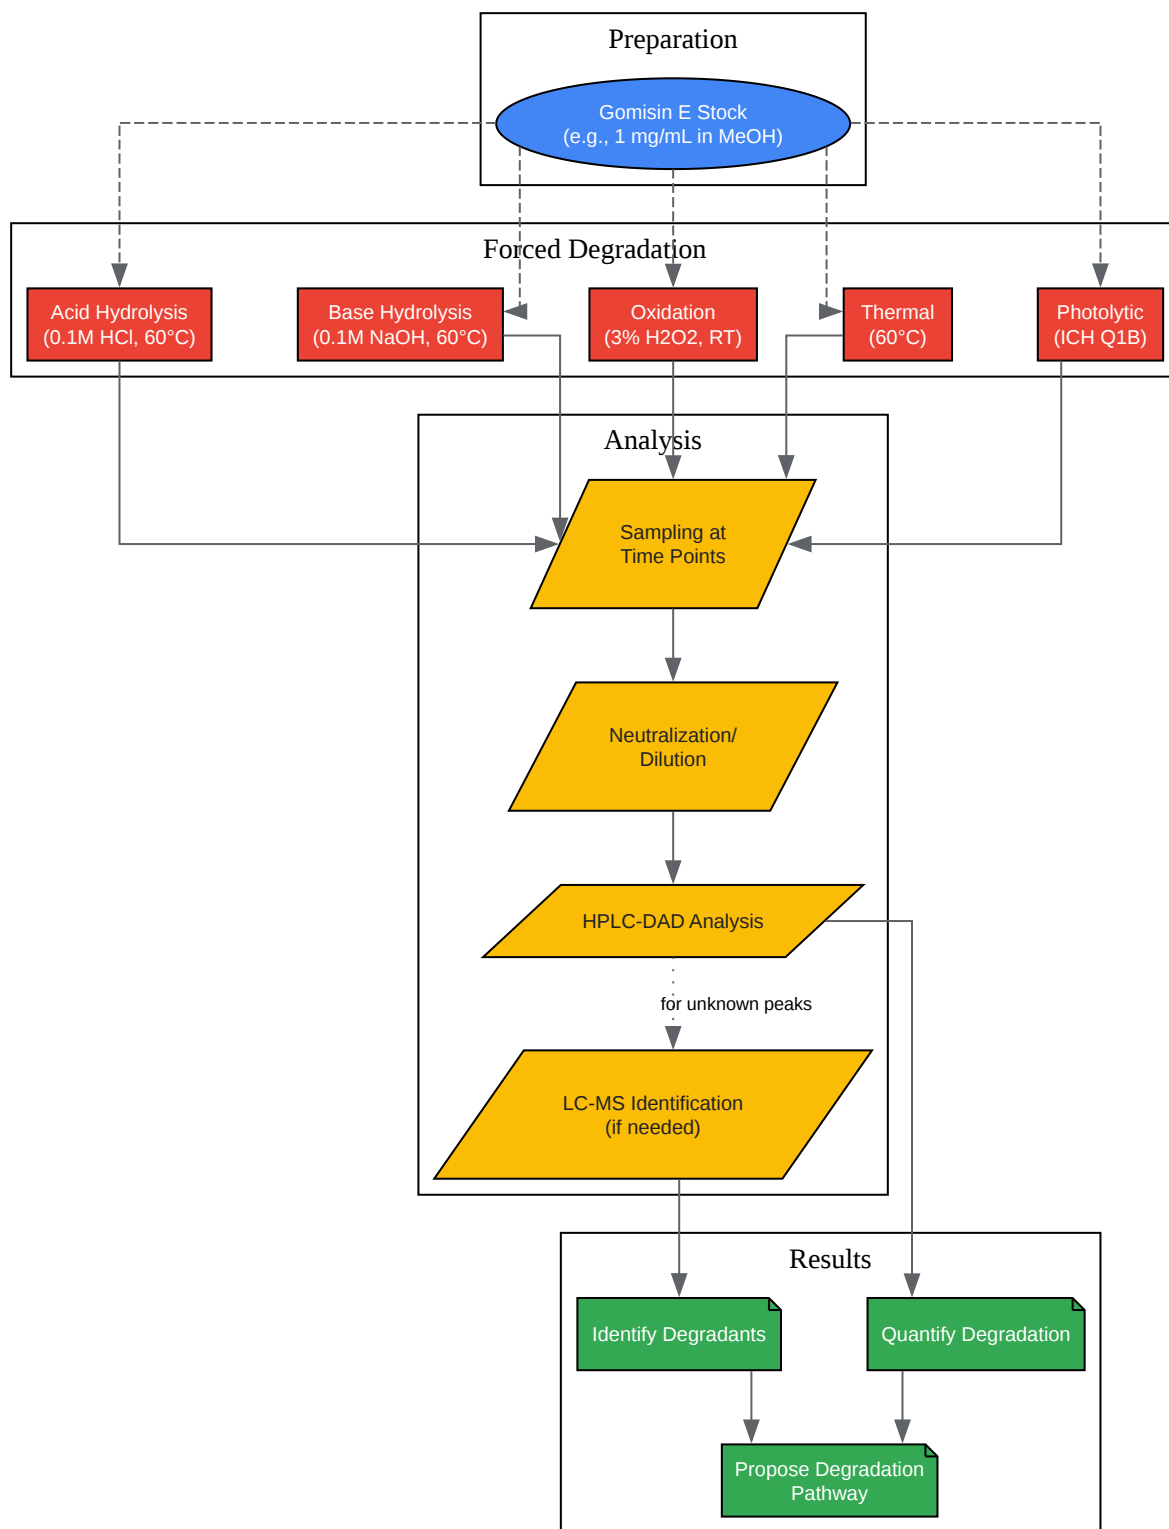 Preparation
Gomisin E Stock
(e.g., 1 mg/mL in MeOH)
Forced Degradation
Acid Hydrolysis
(0.1M HCl, 60°C)
Base Hydrolysis
(0.1M NaOH, 60°C)
Oxidation
(3% H2O2, RT)
Thermal
(60°C)
Photolytic
(ICH Q1B)
Analysis
Sampling at
Time Points
Neutralization/
Dilution
HPLC-DAD Analysis
for unknown peaks
LC-MS Identification
(if needed)
Results
Identify Degradants
Quantify Degradation
Propose Degradation
Pathway